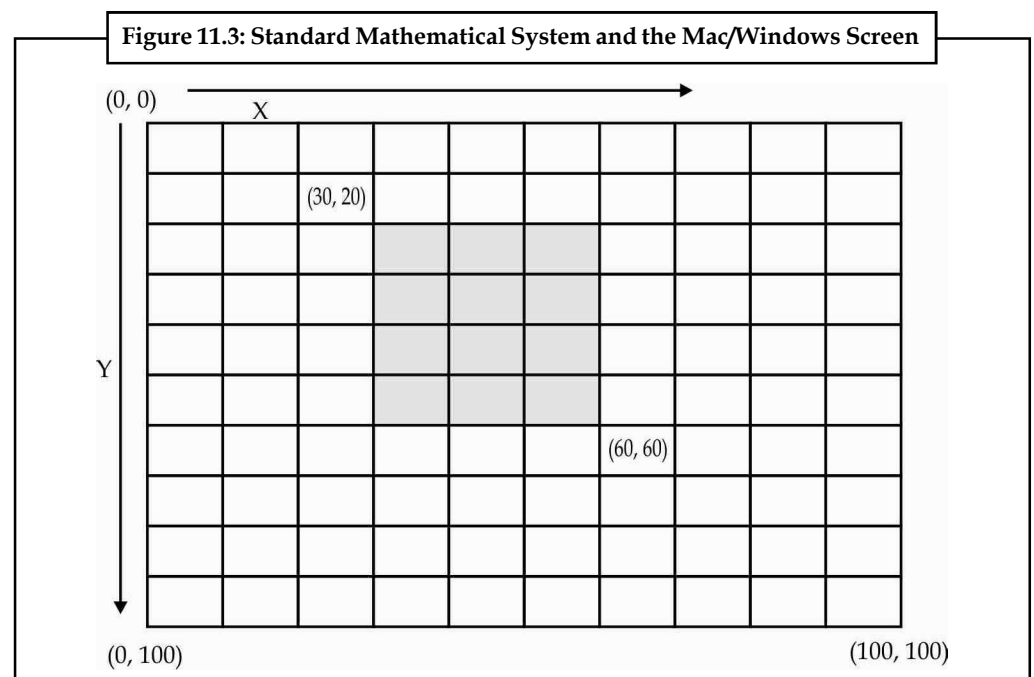 Figure 11.3: Standard Mathematical System and the Mac/Windows Screen
(0, 0)
X
(30, 20)
Y
(60, 60)
(0, 100)
(100, 100)